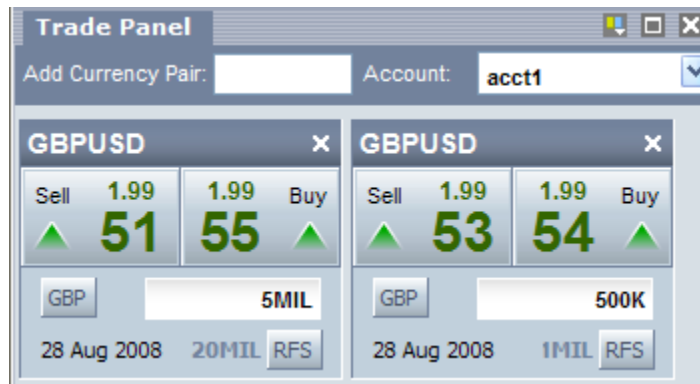 Trade Panel
Add Currency Pair: Account: acct1
GBPUSD GBPUSD
Sell 1.99 1.99 Buy Sell 1.99 1.99 Buy
51 55 53 54
GBP 5MIL GBP 500K
28 Aug 2008 20MIL RFS 28 Aug 2008 1MIL RFS